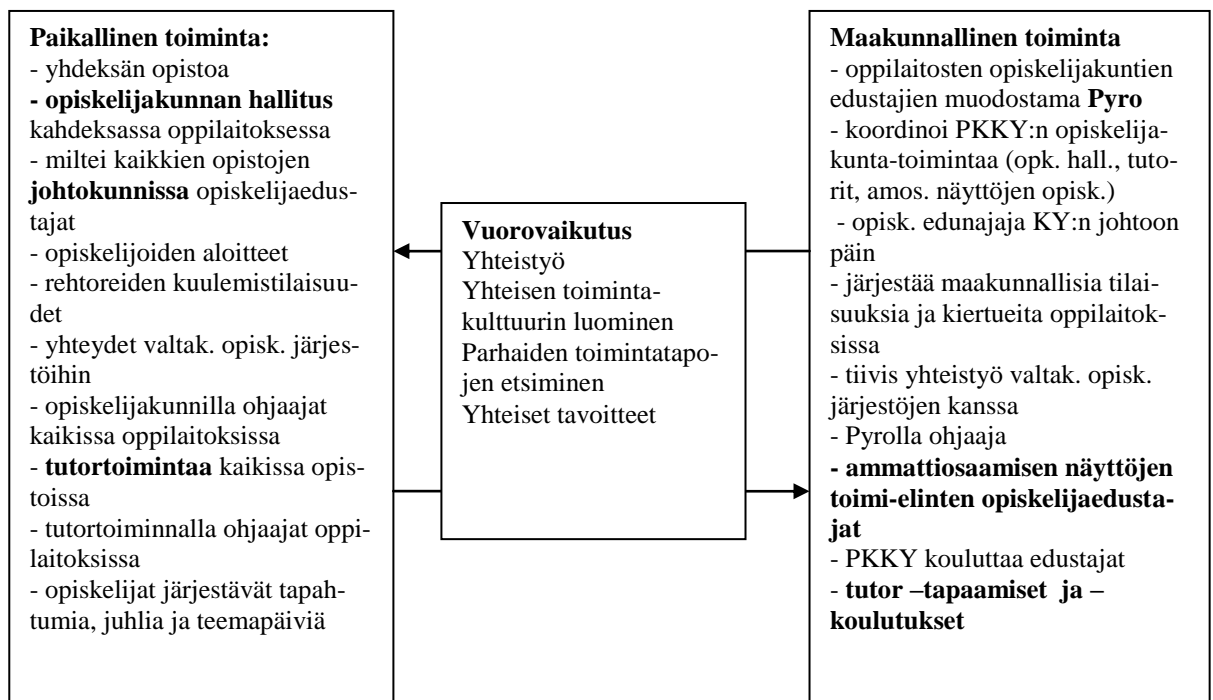 Paikallinen toiminta:
- yhdeksän opistoa
- opiskelijakunnan hallitus
kahdeksassa oppilaitoksessa
- miltei kaikkien opistojen
johtokunnissa opiskelijaedus-
tajat
- opiskelijoiden aloitteet
- rehtoreiden kuulemistilaisuu-
det
- yhteydet valtak. opisk. järjes-
töihin
- opiskelijakunnilla ohjaajat
kaikissa oppilaitoksissa
- tutortoimintaa kaikissa opis-
toissa
- tutortoiminnalla ohjaajat oppi-
laitoksissa
- opiskelijat järjestävät tapah-
tumia, juhlia ja teemapäiviä
Vuorovaikutus
Yhteistyö
Yhteisen toiminta-
kulttuurin luominen
Parhaiden toimintatapo-
jen etsiminen
Yhteiset tavoitteet
Maakunnallinen toiminta
- oppilaitosten opiskelijakuntien
edustajien muodostama Pyro
- koordinoi PKKY:n opiskelija-
kunta-toimintaa (opk. hall., tuto-
rit, amos. näyttöjen opisk.)
- opisk. edunajaja KY:n johtoon
päin
- järjestää maakunnallisia tilai-
suuksia ja kiertueita oppilaitok-
sissa
- tiivis yhteistyö valtak. opisk.
järjestöjen kanssa
- Pyrolla ohjaaja
- ammattiosaamisen näyttöjen
toimi-elinten opiskelijaedusta-
jat
- PKKY kouluttaa edustajat
- tutor –tapaamiset ja –
koulutukset